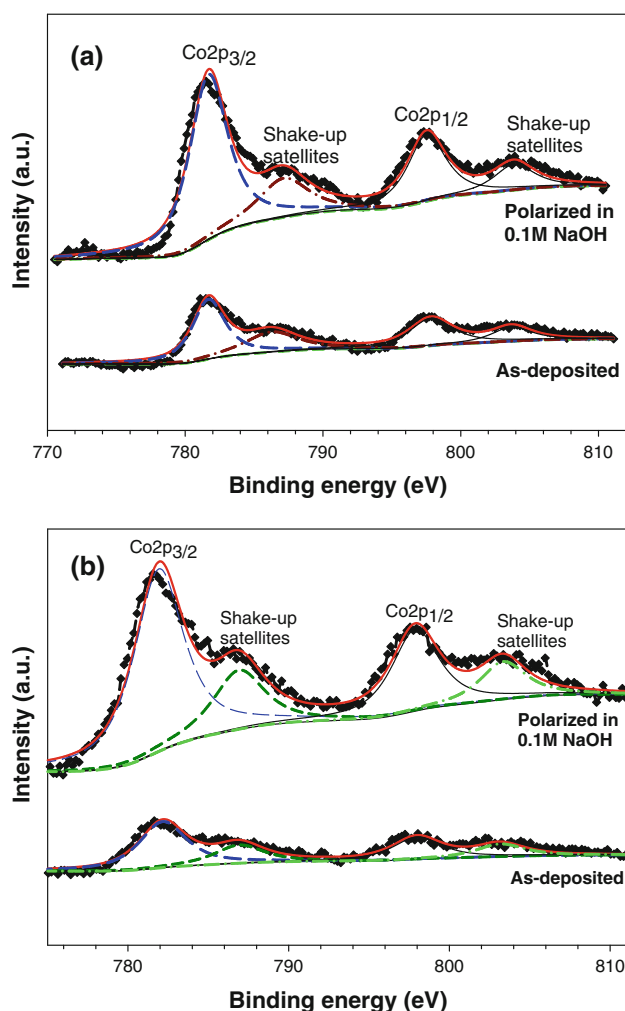 (a)
Co2p3/2
Shake-up
satellites
Co2p1/2
Shake-up
satellites
Polarized in
0.1M NaOH
As-deposited
Intensity (a.u.)
770 780 790 800 810
Binding energy (eV)
(b)
Co2p3/2
Shake-up
satellites
Co2p1/2
Shake-up
satellites
Polarized in
0.1M NaOH
As-deposited
Intensity (a.u.)
780 790 800 810
Binding energy (eV)